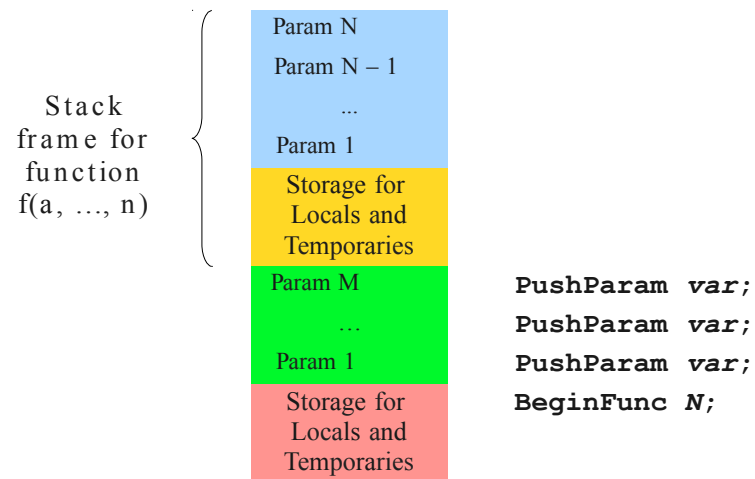 Stack
frame for
function
f(a, …, n)
Param N
Param N – 1
...
Param 1
Storage for
Locals and
Temporaries
Param M
…
Param 1
Storage for
Locals and
Temporaries
PushParam var;
PushParam var;
PushParam var;
BeginFunc N;